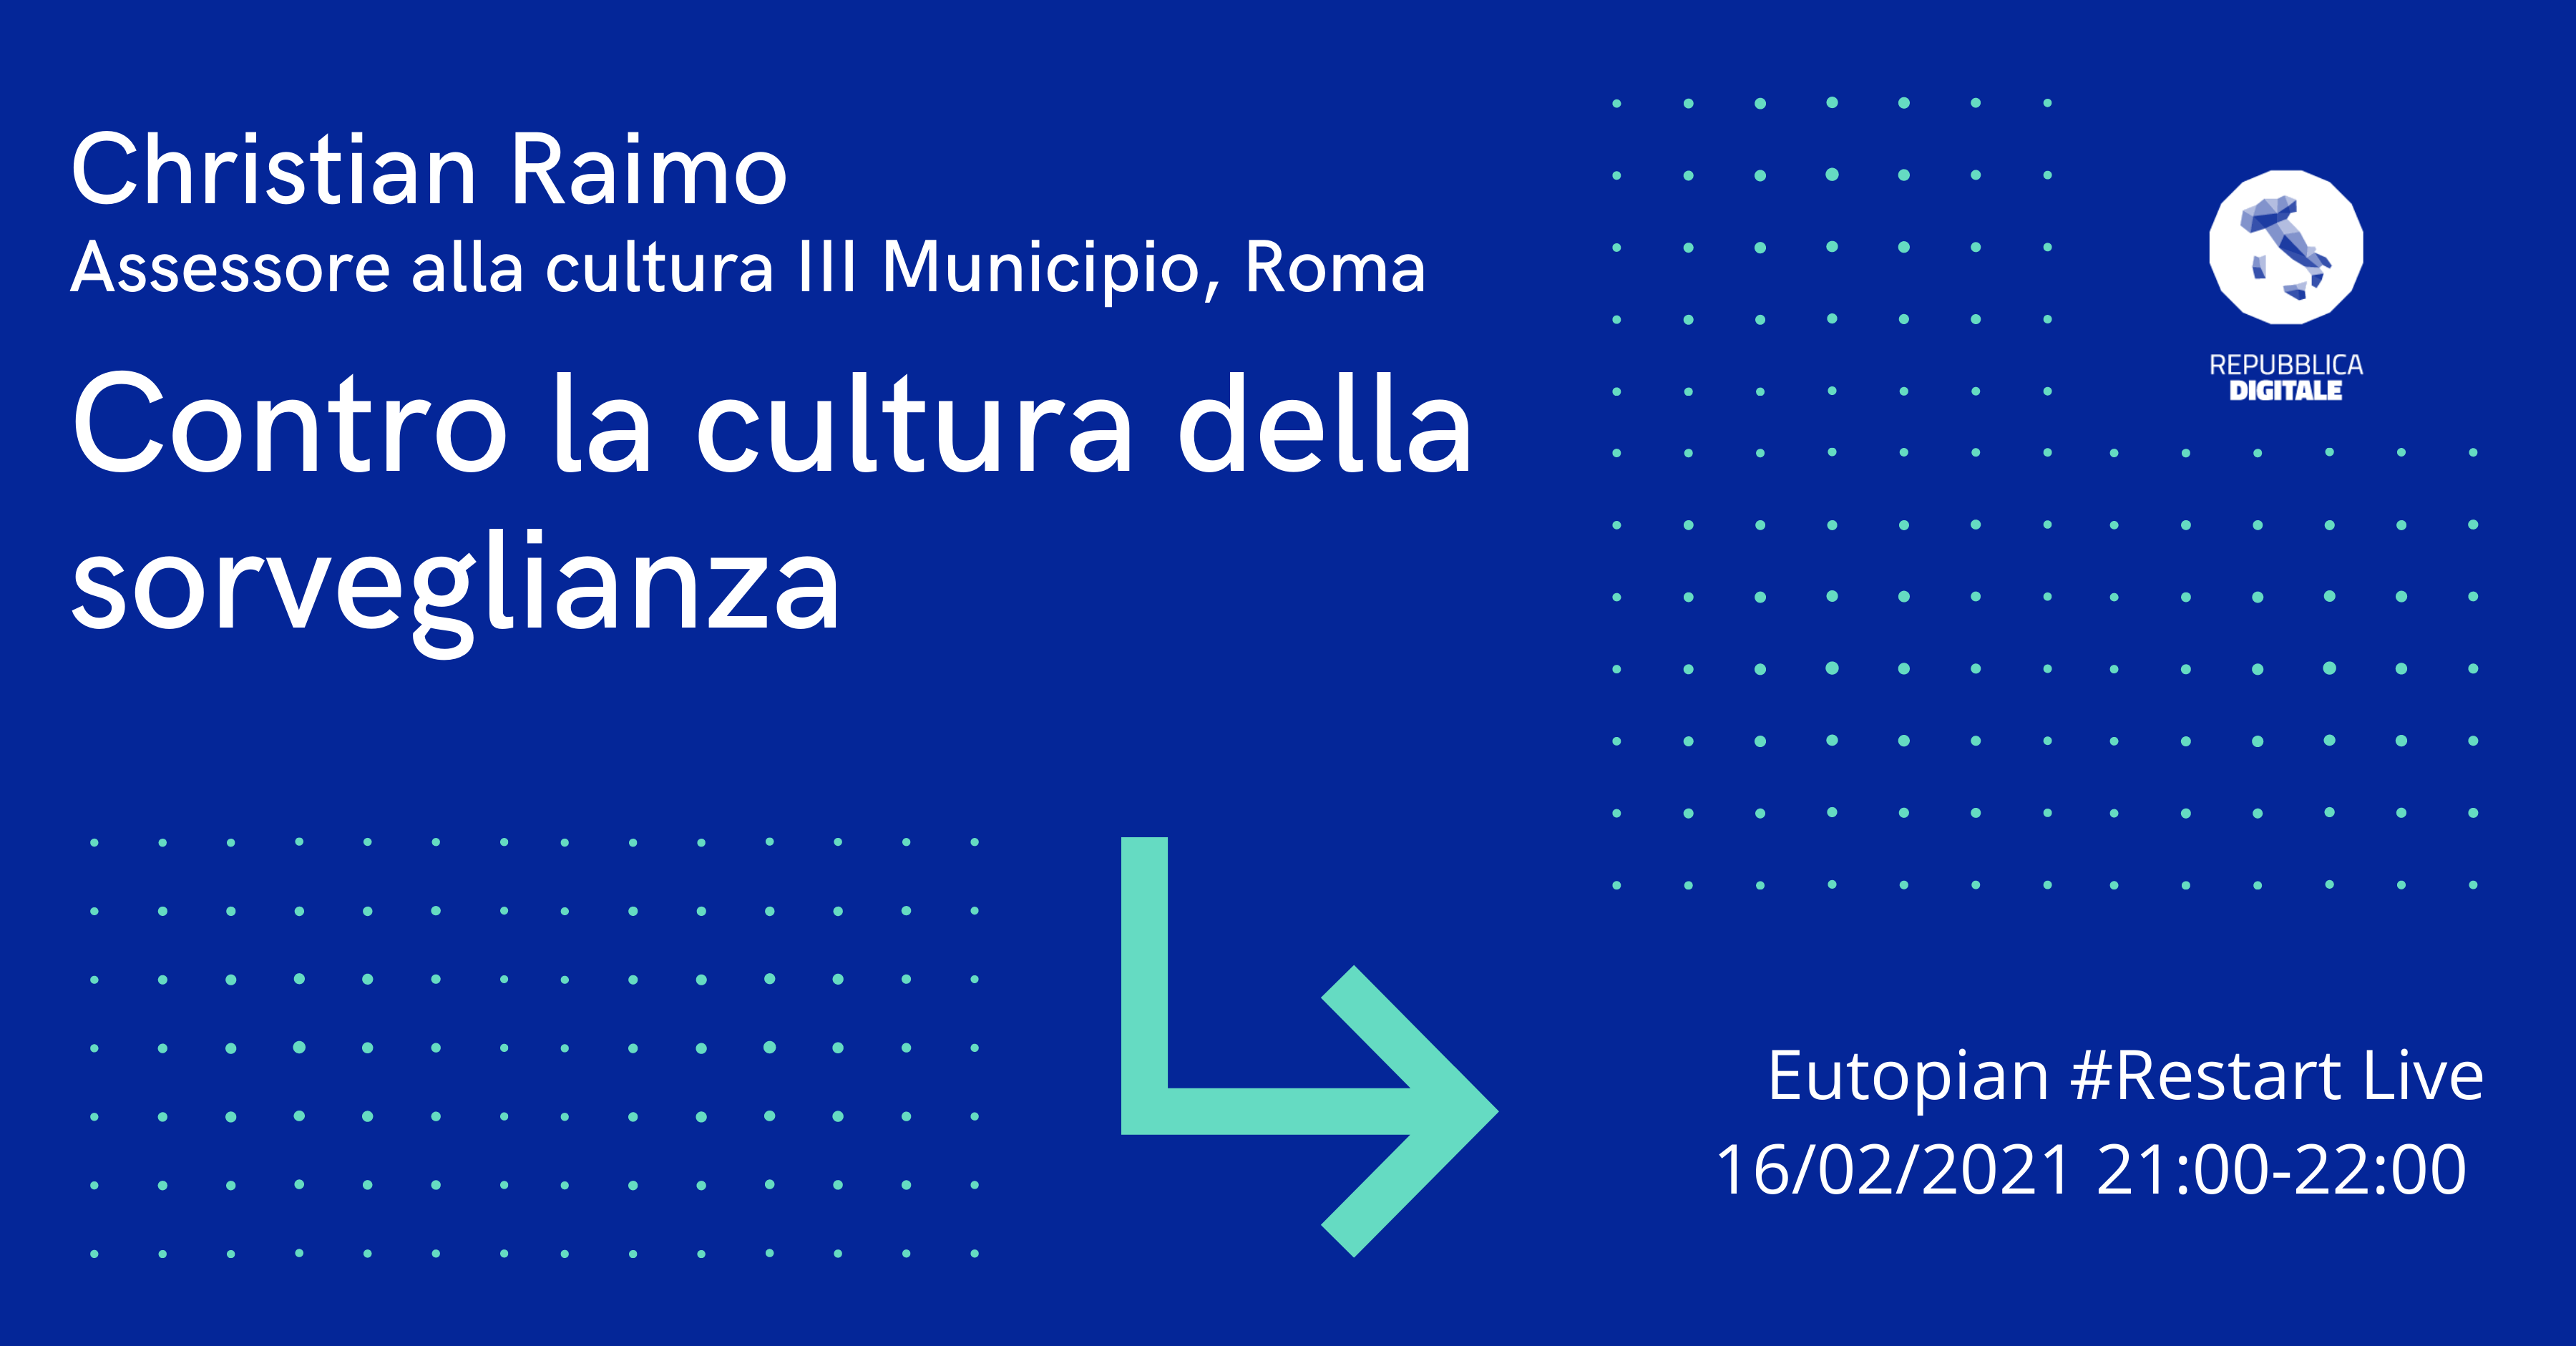 Christian Raimo
Assessore alla cultura III Municipio, Roma
Contro la cultura della
sorveglianza
REPUBBLICA
DIGITALE
Eutopian #Restart Live
16/02/2021 21:00-22:00